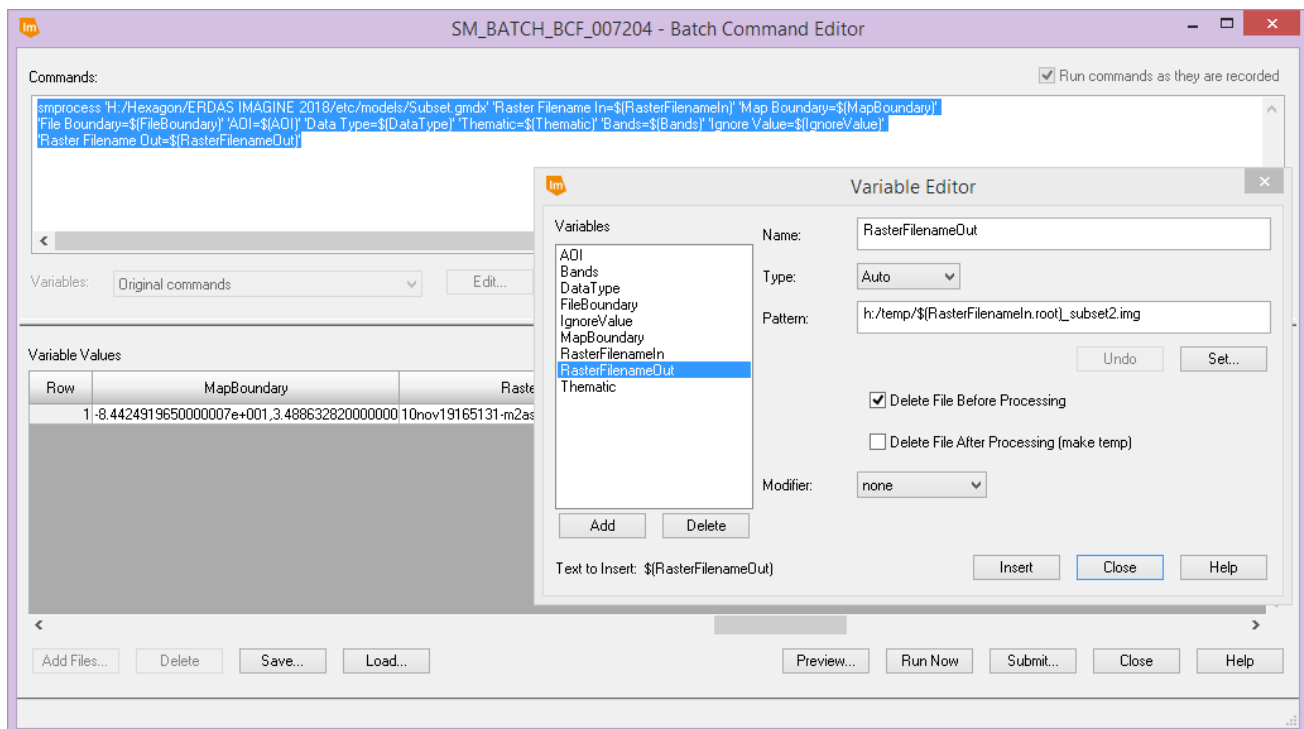 SM_BATCH_BCF_007204 - Batch Command Editor
Commands:
Run commands as they are recorded
smprocess 'H:/Hexagon/ERDAS IMAGINE 2018/etc/models/Subset.gmdx' 'Raster Filename In=$(RasterFilenameIn)' 'Map Boundary=$(MapBoundary)'
'File Boundary=$(FileBoundary)' 'AOI=$(AOI)' 'Data Type=$(DataType)' 'Thematic=$(Thematic)' 'Bands=$(Bands)' 'Ignore Value=$(IgnoreValue)'
'Raster Filename Out=$(RasterFilenameOut)'
Variables:
Original commands
Edit...
Variable Values
Row MapBoundary Raste
1 -8.4424919650000007e+001,3.488632820000000 10nov19165131-m2as
Add Files...
Delete
Save...
Load...
Preview...
Run Now
Submit...
Close
Help
Variable Editor
Variables
AOI
Bands
DataType
FileBoundary
IgnoreValue
MapBoundary
RasterFilenameIn
RasterFilenameOut
Thematic
Add
Delete
Name:
RasterFilenameOut
Type:
Auto
Pattern:
h:/temp/$(RasterFilenameIn.root)_subset2.img
Undo
Set...
Delete File Before Processing
Delete File After Processing (make temp)
Modifier:
none
Text to Insert: $(RasterFilenameOut)
Insert
Close
Help